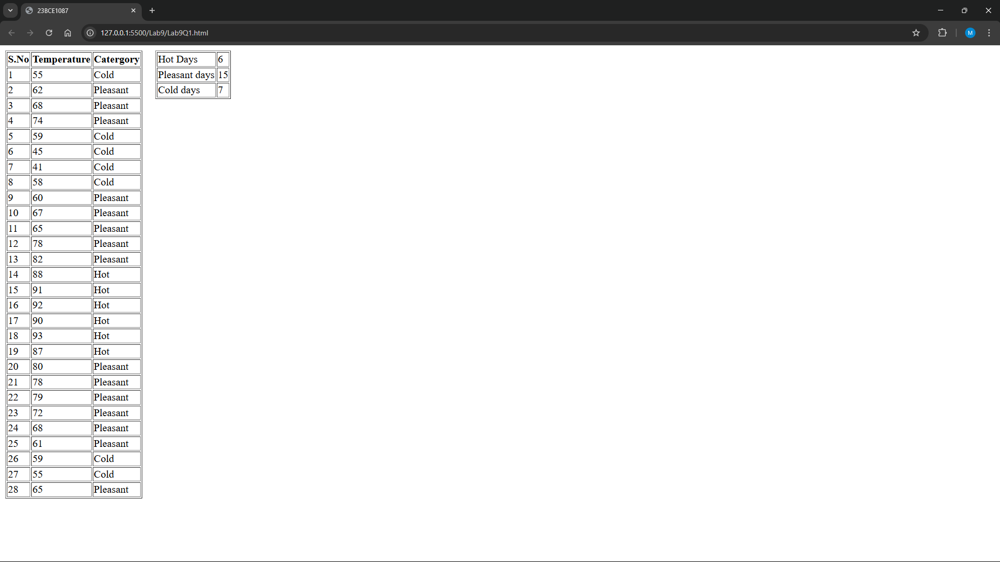 23BCE1087
127.0.0.1:5500/Lab9/Lab9Q1.html
M
S.No Temperature Catergory
1 55 Cold
2 62 Pleasant
3 68 Pleasant
4 74 Pleasant
5 59 Cold
6 45 Cold
7 41 Cold
8 58 Cold
9 60 Pleasant
10 67 Pleasant
11 65 Pleasant
12 78 Pleasant
13 82 Pleasant
14 88 Hot
15 91 Hot
16 92 Hot
17 90 Hot
18 93 Hot
19 87 Hot
20 80 Pleasant
21 78 Pleasant
22 79 Pleasant
23 72 Pleasant
24 68 Pleasant
25 61 Pleasant
26 59 Cold
27 55 Cold
28 65 Pleasant
Hot Days 6
Pleasant days 15
Cold days 7